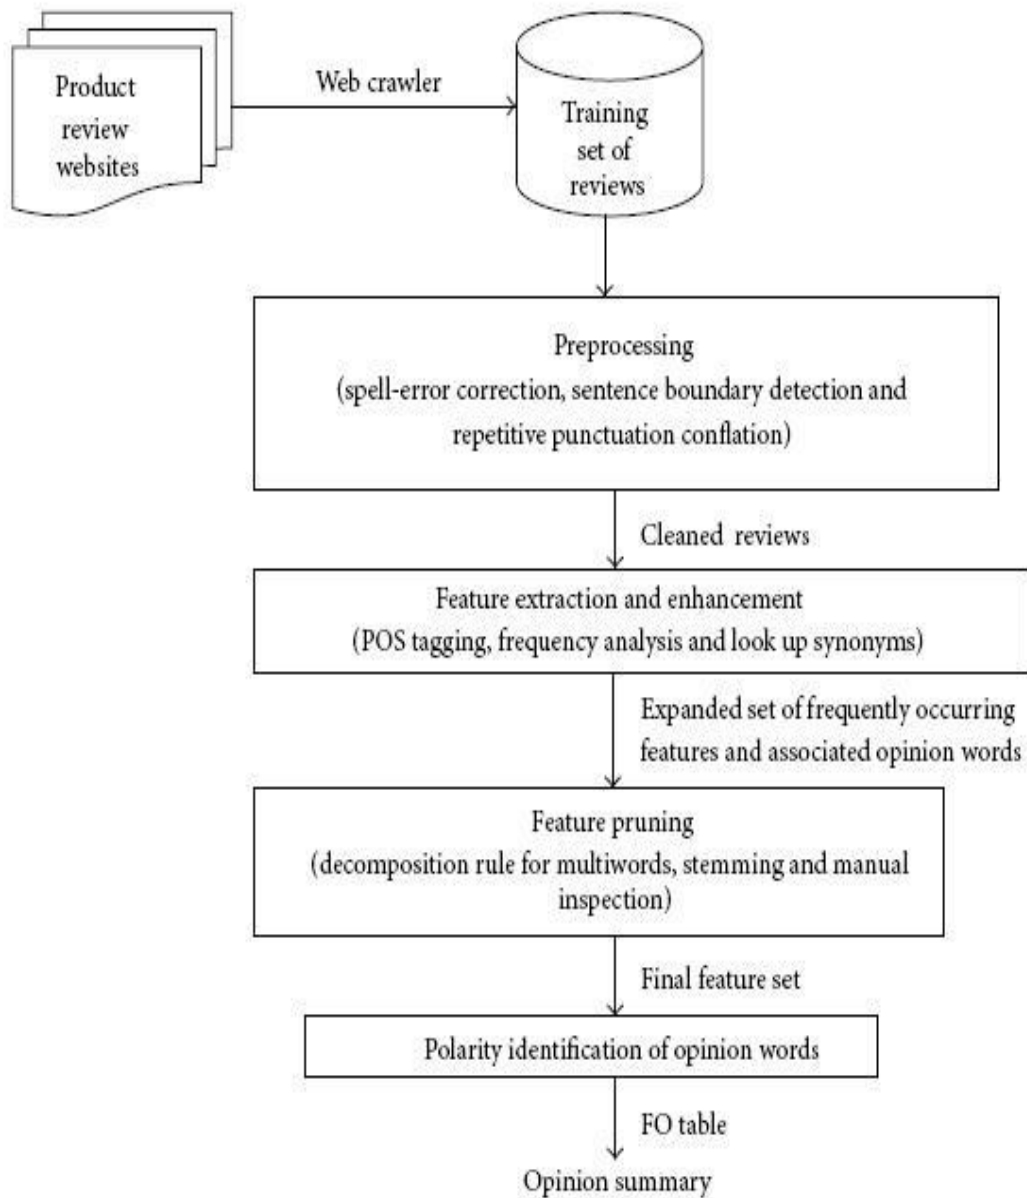 Product
review
websites
Web crawler
Training
set of
reviews
Preprocessing
(spell-error correction, sentence boundary detection and
repetitive punctuation conflation)
Cleaned reviews
Feature extraction and enhancement
(POS tagging, frequency analysis and look up synonyms)
Expanded set of frequently occurring
features and associated opinion words
Feature pruning
(decomposition rule for multiwords, stemming and manual
inspection)
Final feature set
Polarity identification of opinion words
FO table
Opinion summary